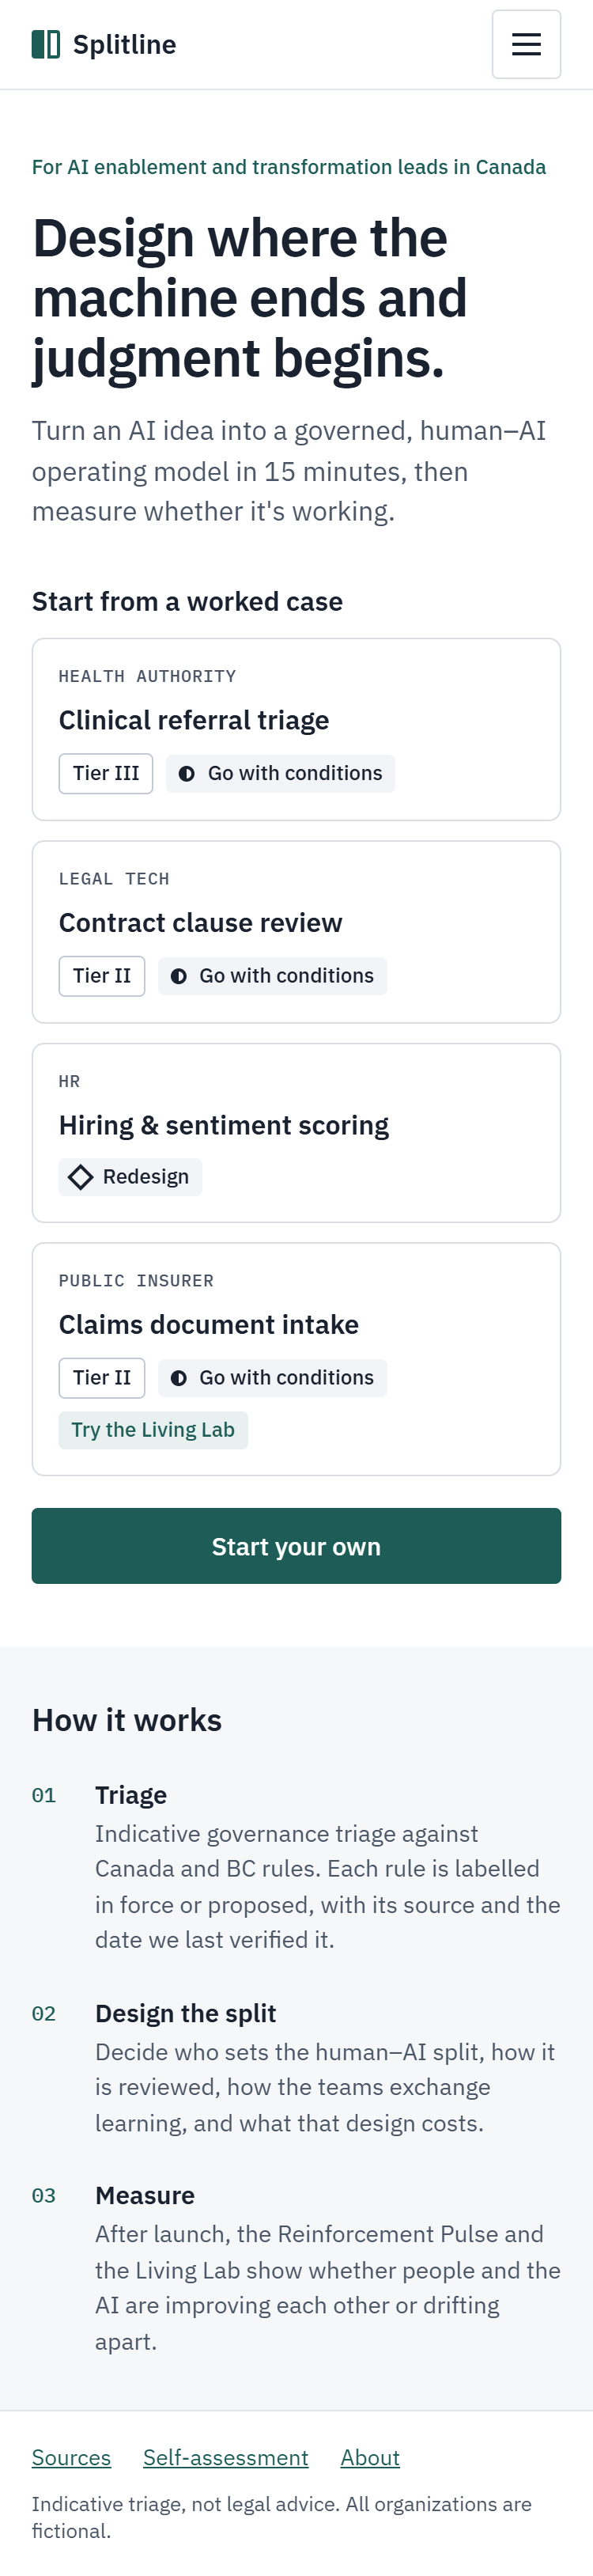 Splitline
For AI enablement and transformation leads in Canada
Design where the
machine ends and
judgment begins.
Turn an AI idea into a governed, human–AI
operating model in 15 minutes, then
measure whether it's working.
Start from a worked case
HEALTH AUTHORITY
Clinical referral triage
Tier III Go with conditions
LEGAL TECH
Contract clause review
Tier II Go with conditions
HR
Hiring & sentiment scoring
Redesign
PUBLIC INSURER
Claims document intake
Tier II Go with conditions
Try the Living Lab
Start your own
How it works
01 Triage
Indicative governance triage against
Canada and BC rules. Each rule is labelled
in force or proposed, with its source and the
date we last verified it.
02 Design the split
Decide who sets the human–AI split, how it
is reviewed, how the teams exchange
learning, and what that design costs.
03 Measure
After launch, the Reinforcement Pulse and
the Living Lab show whether people and the
AI are improving each other or drifting
apart.
Sources Self-assessment About
Indicative triage, not legal advice. All organizations are
fictional.